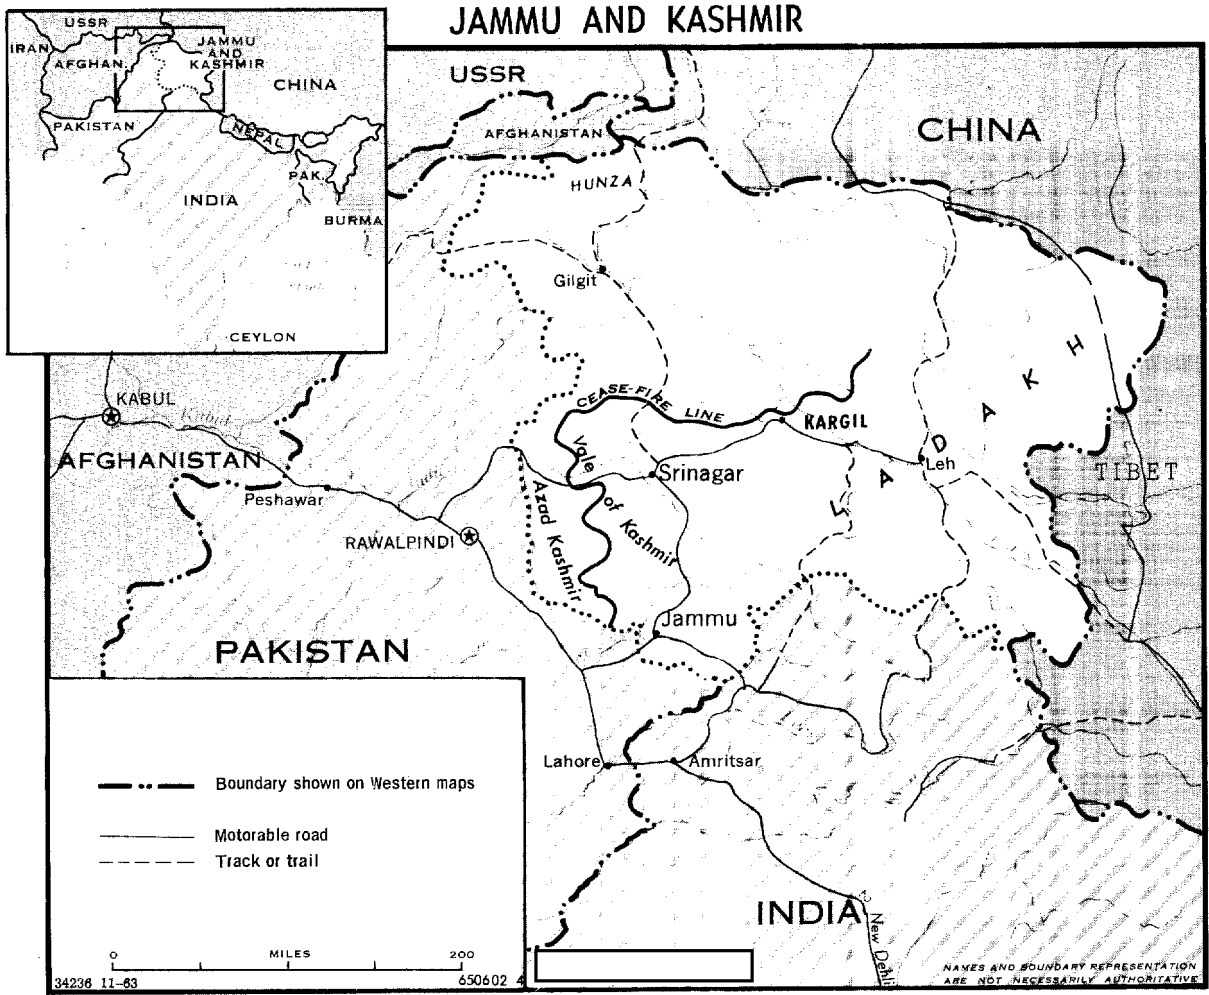 JAMMU AND KASHMIR
USSR
IRAN
AFGHAN.
JAMMU
AND
KASHMIR
CHINA
PAKISTAN
NEPAL
PAK.
INDIA
BURMA
CEYLON
USSR
AFGHANISTAN
CHINA
HUNZA
Gilgit
KABUL
Kabul
CEASE-FIRE LINE
KARGIL
LADAKH
AFGHANISTAN
Peshawar
Vale of Kashmir
Srinagar
Leh
TIBET
Azad Kashmir
RAWALPINDI
Jammu
PAKISTAN
Lahore
Amritsar
INDIA
New Dehli
Boundary shown on Western maps
Motorable road
Track or trail
0 MILES 200
34236 11-63
650602 4
NAMES AND BOUNDARY REPRESENTATION
ARE NOT NECESSARILY AUTHORITATIVE